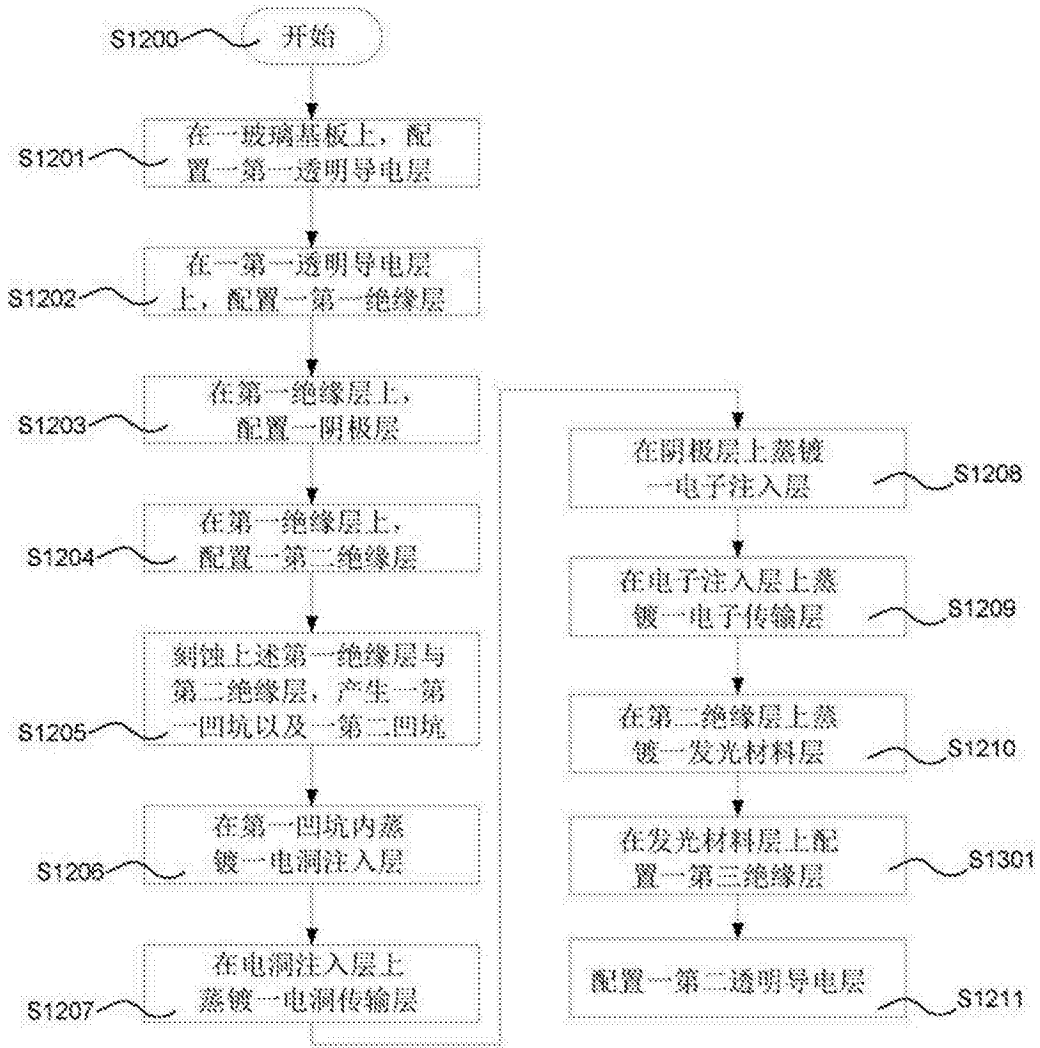 S1200
开始
S1201
在一玻璃基板上，配
置一第一透明导电层
S1202
在一第一透明导电层
上，配置一第一绝缘层
S1203
在第一绝缘层上，
配置一阴极层
S1204
在第一绝缘层上，
配置一第二绝缘层
S1205
刻蚀上述第一绝缘层与
第二绝缘层，产生一第
一凹坑以及一第二凹坑
S1206
在第一凹坑内蒸
镀一电洞注入层
S1207
在电洞注入层上
蒸镀一电洞传输层
在阴极层上蒸镀
一电子注入层
S1208
在电子注入层上蒸
镀一电子传输层
S1209
在第二绝缘层上蒸
镀一发光材料层
S1210
在发光材料层上配
置一第三绝缘层
S1301
配置一第二透明导电层
S1211